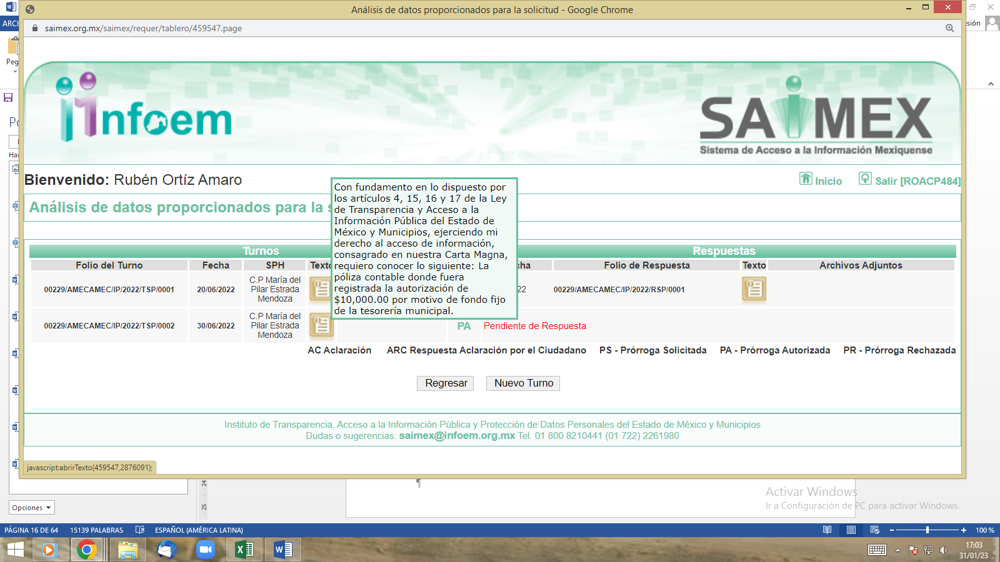 Análisis de datos proporcionados para la solicitud - Google Chrome
ARCH
esión
saimex.org.mx/saimex/requer/tablero/459547.page
Peg
infoem
SAIMEX
Sistema de Acceso a la Información Mexiquense
Bienvenido: Rubén Ortíz Amaro
Inicio
Salir [ROACP484]
Análisis de datos proporcionados para la s
Con fundamento en lo dispuesto por
los artículos 4, 15, 16 y 17 de la Ley
de Transparencia y Acceso a la
Información Pública del Estado de
México y Municipios, ejerciendo mi
derecho al acceso de información,
consagrado en nuestra Carta Magna,
requiero conocer lo siguiente: La
póliza contable donde fuera
registrada la autorización de
$10,000.00 por motivo de fondo fijo
de la tesorería municipal.
Turnos
Respuestas
Folio del Turno Fecha SPH Texto cha Folio de Respuesta Texto Archivos Adjuntos
00229/AMECAMEC/IP/2022/TSP/0001 20/06/2022 C.P María del Pilar Estrada Mendoza 22 00229/AMECAMEC/IP/2022/RSP/0001
00229/AMECAMEC/IP/2022/TSP/0002 30/06/2022 C.P María del Pilar Estrada Mendoza PA Pendiente de Respuesta
AC Aclaración ARC Respuesta Aclaración por el Ciudadano PS - Prórroga Solicitada PA - Prórroga Autorizada PR - Prórroga Rechazada
Regresar Nuevo Turno
Instituto de Transparencia, Acceso a la Información Pública y Protección de Datos Personales del Estado de México y Municipios
Dudas o sugerencias: saimex@infoem.org.mx Tel. 01 800 8210441 (01 722) 2261980
javascript:abrirTexto(459547,2876091);
24
25
Activar Windows
Ir a Configuración de PC para activar Windows.
Opciones
PÁGINA 16 DE 64 15139 PALABRAS ESPAÑOL (AMÉRICA LATINA) 100 %
17:03
31/01/23